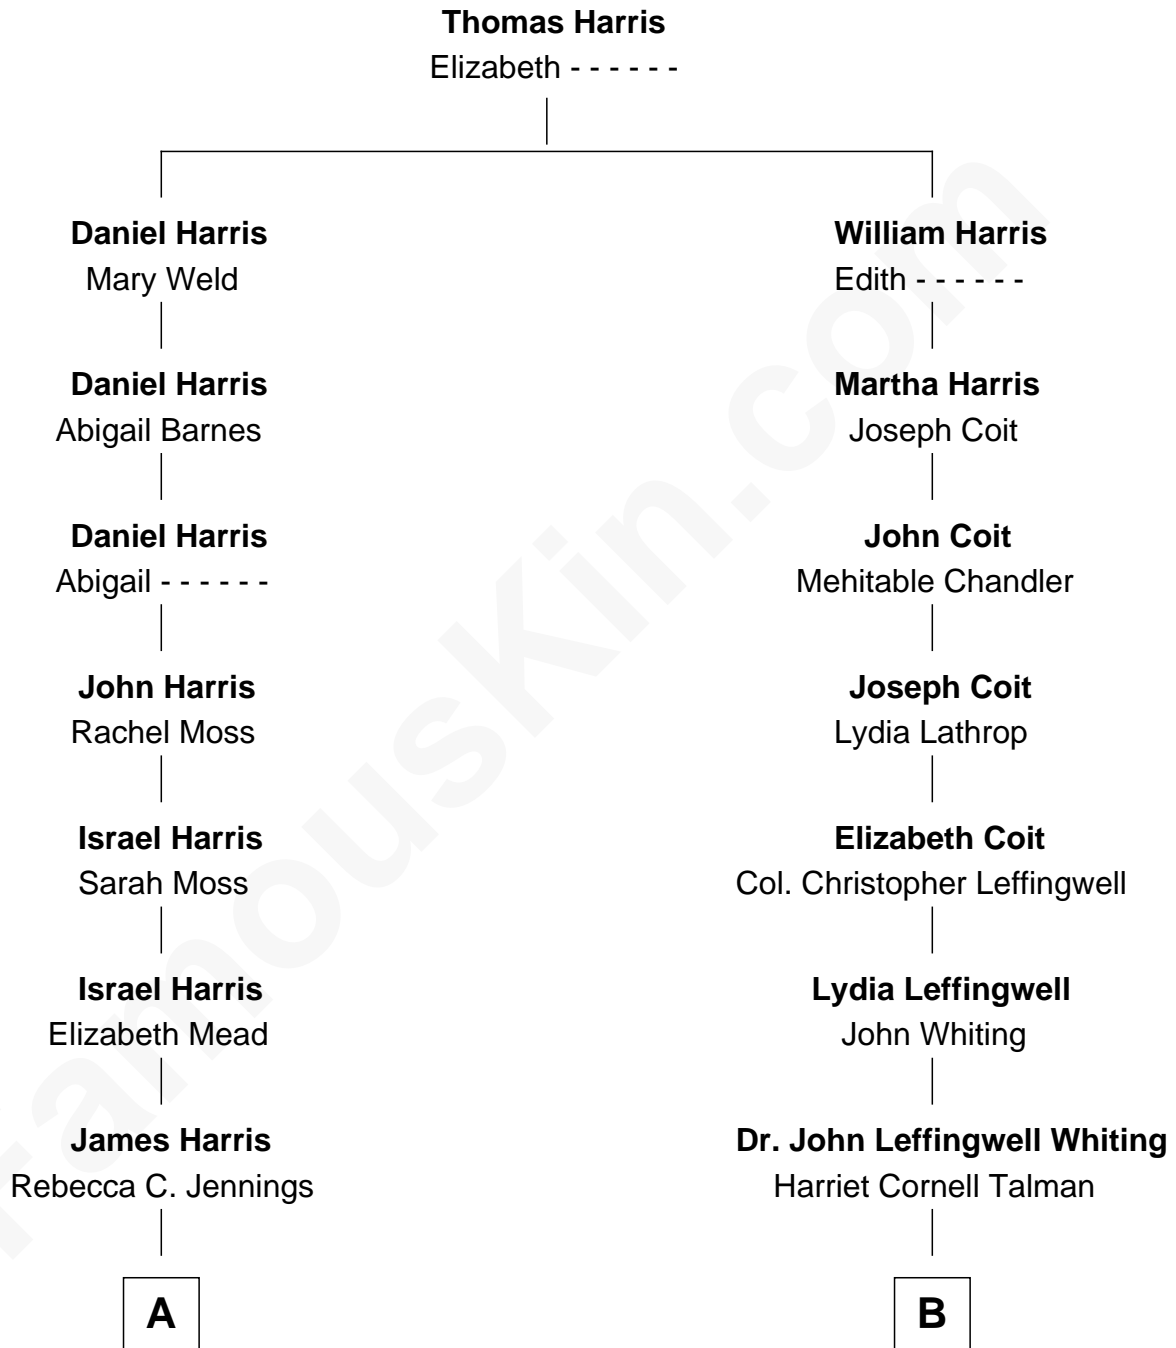 Thomas Harris
Elizabeth - - - - - -
Daniel Harris
Mary Weld
William Harris
Edith - - - - - -
Daniel Harris
Abigail Barnes
Martha Harris
Joseph Coit
Daniel Harris
Abigail - - - - - -
John Coit
Mehitable Chandler
John Harris
Rachel Moss
Joseph Coit
Lydia Lathrop
Israel Harris
Sarah Moss
Elizabeth Coit
Col. Christopher Leffingwell
Israel Harris
Elizabeth Mead
Lydia Leffingwell
John Whiting
James Harris
Rebecca C. Jennings
Dr. John Leffingwell Whiting
Harriet Cornell Talman
A
B
FamousKin.com